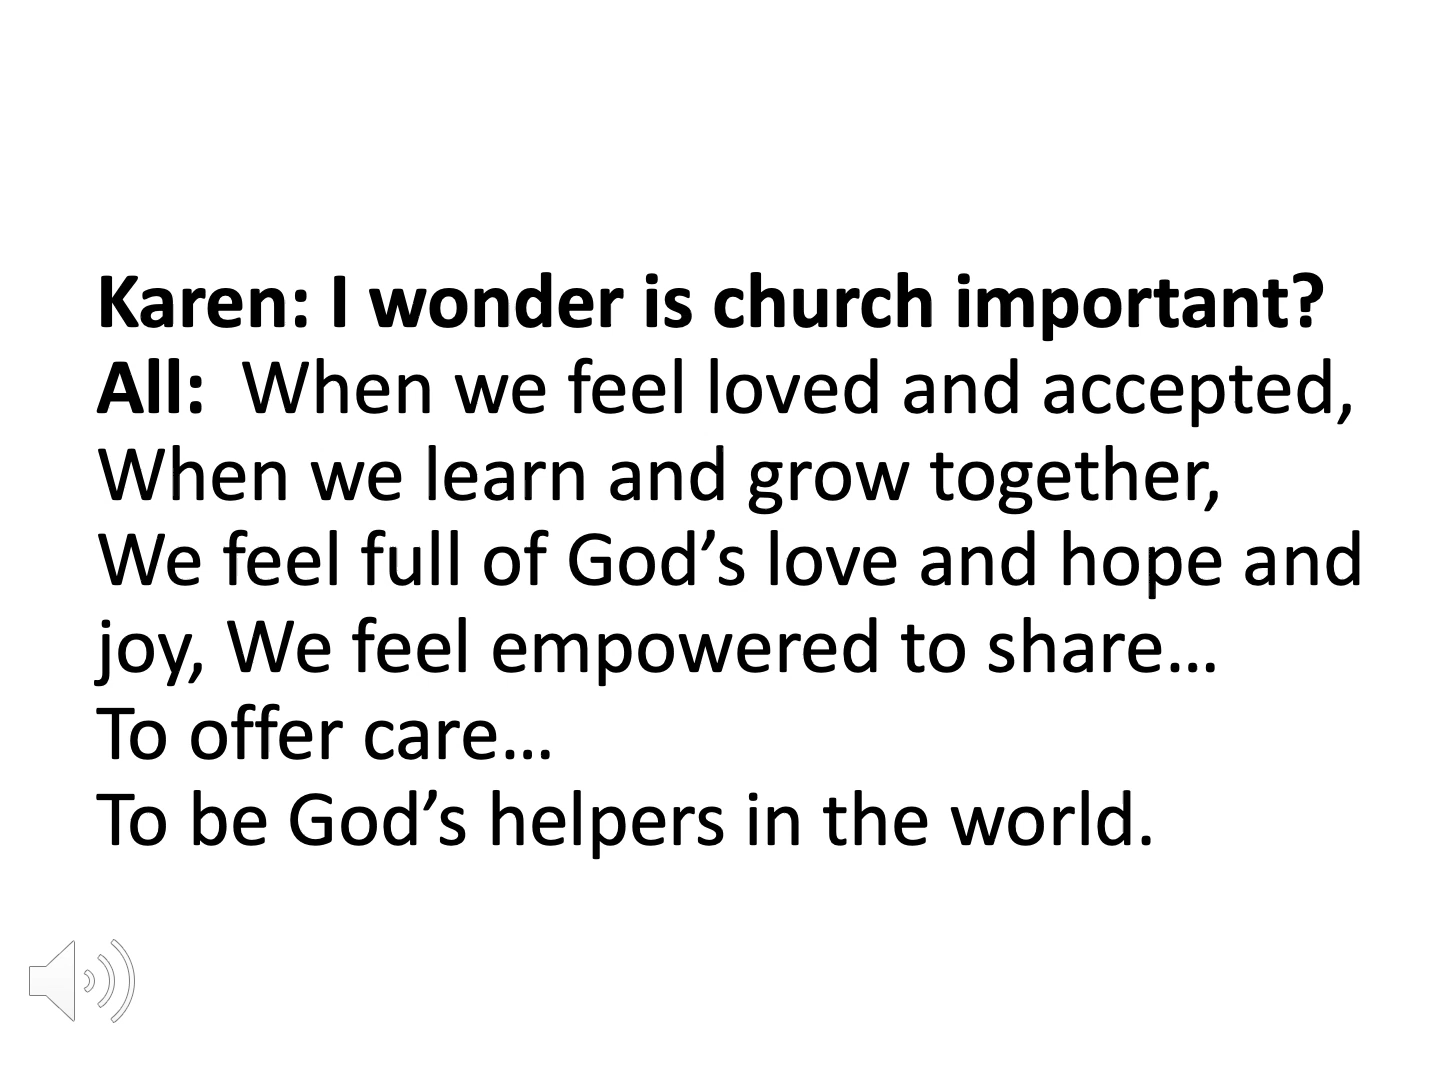 Karen: I wonder is church important?
All:  When we feel loved and accepted,
When we learn and grow together,
We feel full of God’s love and hope and
joy, We feel empowered to share…
To offer care…
To be God’s helpers in the world.